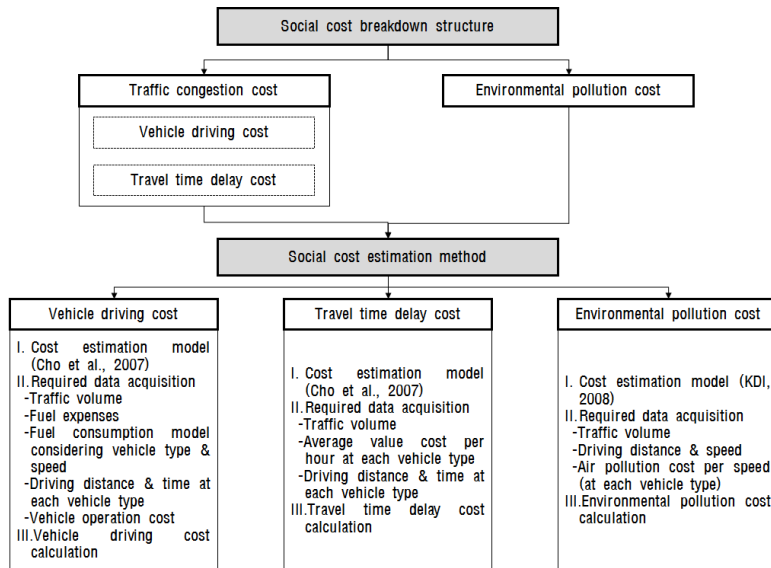 Social cost breakdown structure
Traffic congestion cost
Environmental pollution cost
Vehicle driving cost
Travel time delay cost
Social cost estimation method
Vehicle driving cost
I. Cost estimation model
(Cho et al., 2007)
II.Required data acquisition
-Traffic volume
-Fuel expenses
-Fuel consumption model
considering vehicle type &
speed
-Driving distance & time at
each vehicle type
-Vehicle operation cost
III.Vehicle driving cost
calculation
Travel time delay cost
I. Cost estimation model
(Cho et al., 2007)
II.Required data acquisition
-Traffic volume
-Average value cost per
hour at each vehicle type
-Driving distance & time at
each vehicle type
III.Travel time delay cost
calculation
Environmental pollution cost
I. Cost estimation model (KDI,
2008)
II.Required data acquisition
-Traffic volume
-Driving distance & speed
-Air pollution cost per speed
(at each vehicle type)
III.Environmental pollution cost
calculation